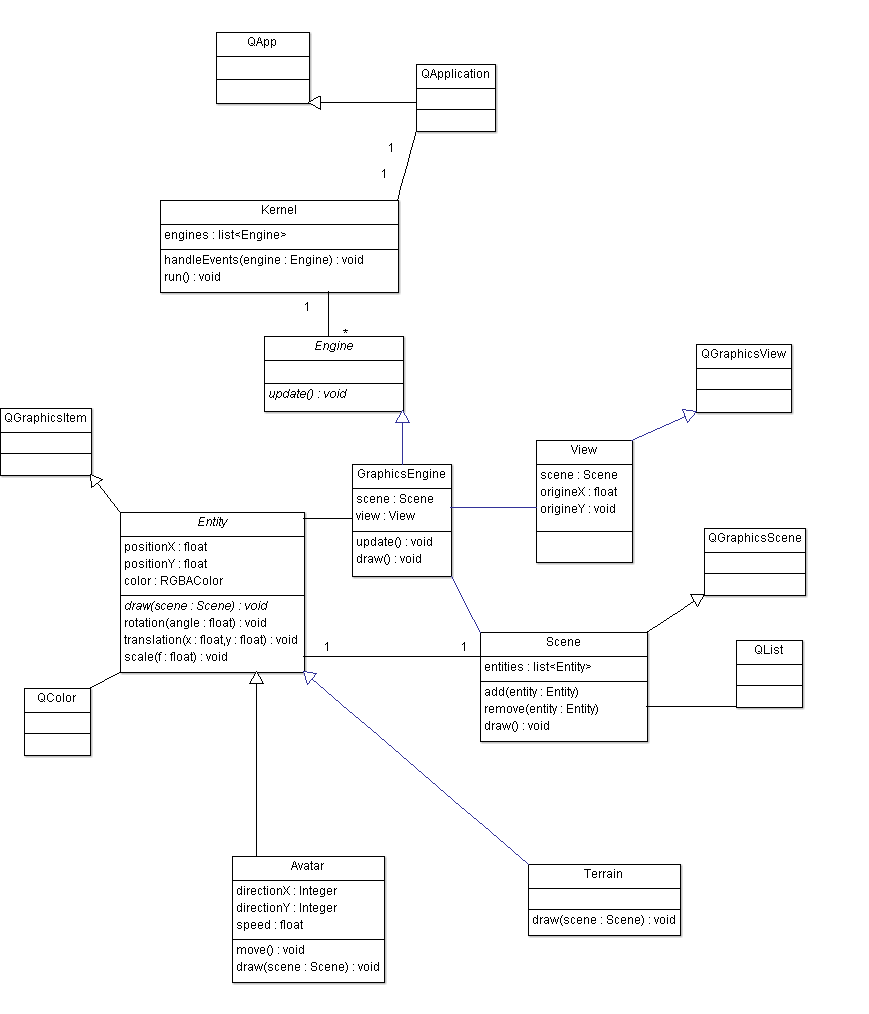 QApp
QApplication
1
1
Kernel
engines : list<Engine>
handleEvents(engine : Engine) : void
run() : void
1
*
Engine
update() : void
QGraphicsView
QGraphicsItem
View
scene : Scene
origineX : float
origineY : void
GraphicsEngine
scene : Scene
view : View
update() : void
draw() : void
Entity
positionX : float
positionY : float
color : RGBAColor
draw(scene : Scene) : void
rotation(angle : float) : void
translation(x : float,y : float) : void
scale(f : float) : void
QGraphicsScene
1
1
Scene
entities : list<Entity>
add(entity : Entity)
remove(entity : Entity)
draw() : void
QList
QColor
Avatar
directionX : Integer
directionY : Integer
speed : float
move() : void
draw(scene : Scene) : void
Terrain
draw(scene : Scene) : void